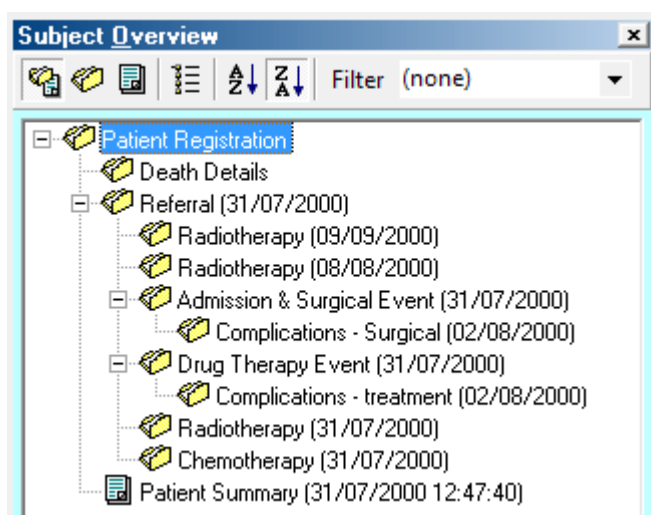 Subject Overview
Filter (none)
Patient Registration
Death Details
Referral (31/07/2000)
Radiotherapy (09/09/2000)
Radiotherapy (08/08/2000)
Admission & Surgical Event (31/07/2000)
Complications - Surgical (02/08/2000)
Drug Therapy Event (31/07/2000)
Complications - treatment (02/08/2000)
Radiotherapy (31/07/2000)
Chemotherapy (31/07/2000)
Patient Summary (31/07/2000 12:47:40)